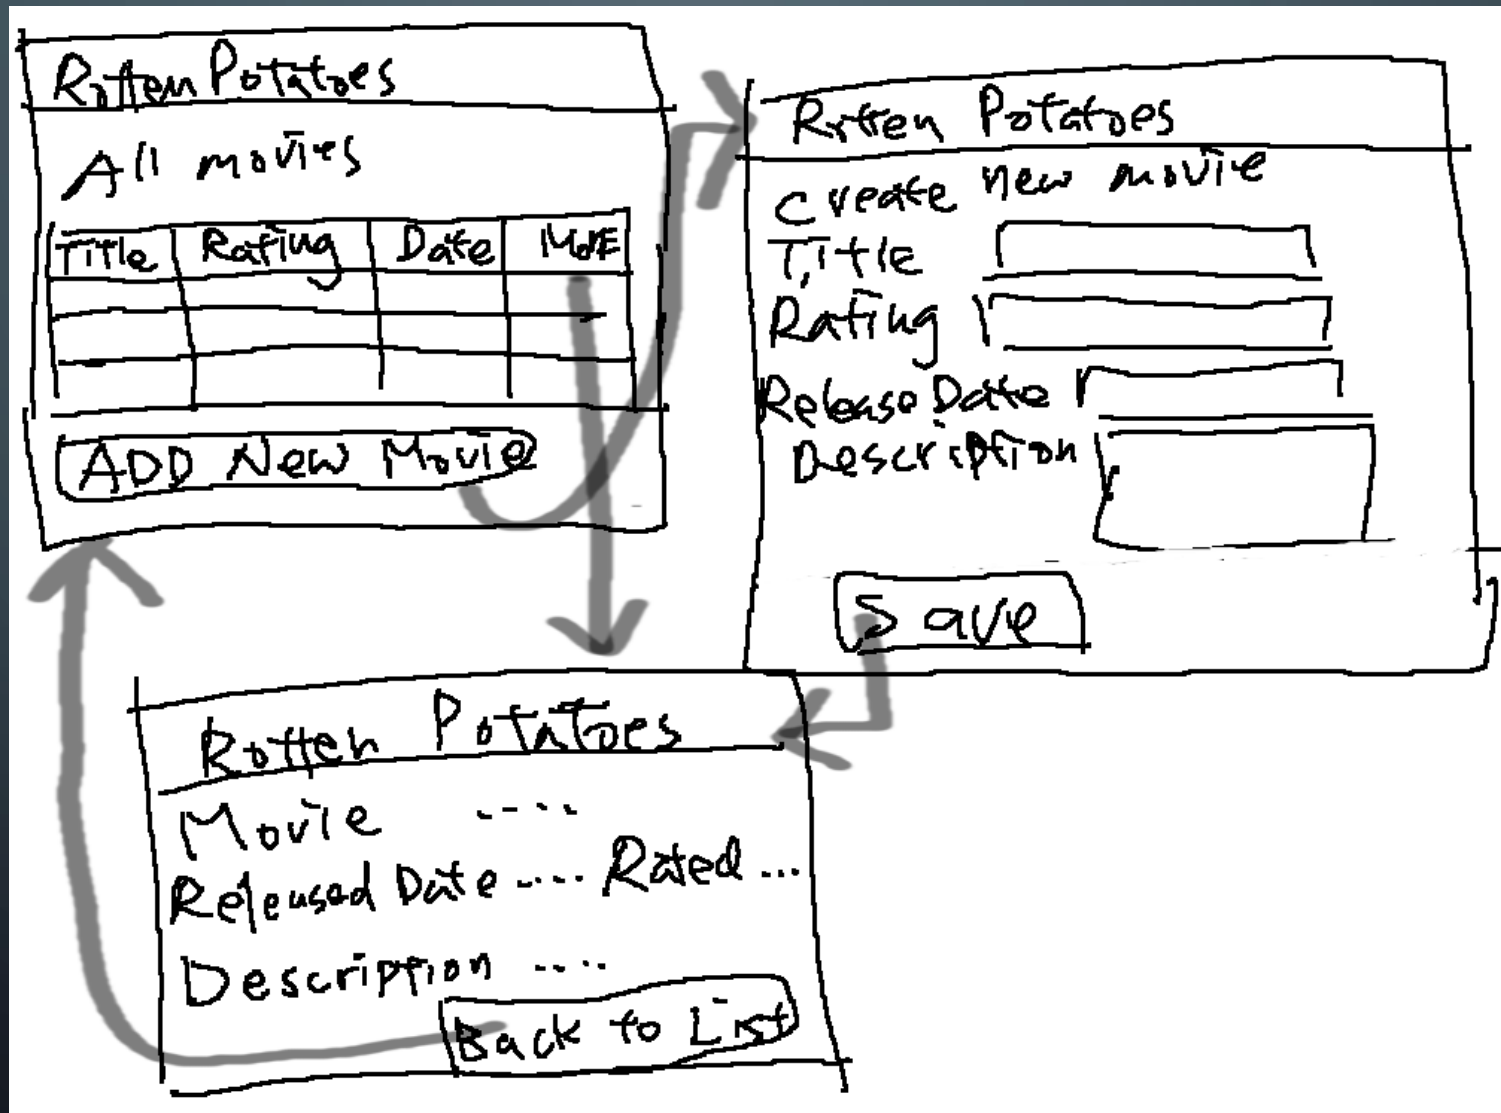 Rotten Potatoes
All movies
Title Rating Date MORE
ADD New Movie
Rotten Potatoes
Create new movie
Title
Rating
Release Date
Description
Save
Rotten Potatoes
Movie ....
Released Date .... Rated ...
Description ....
Back to List